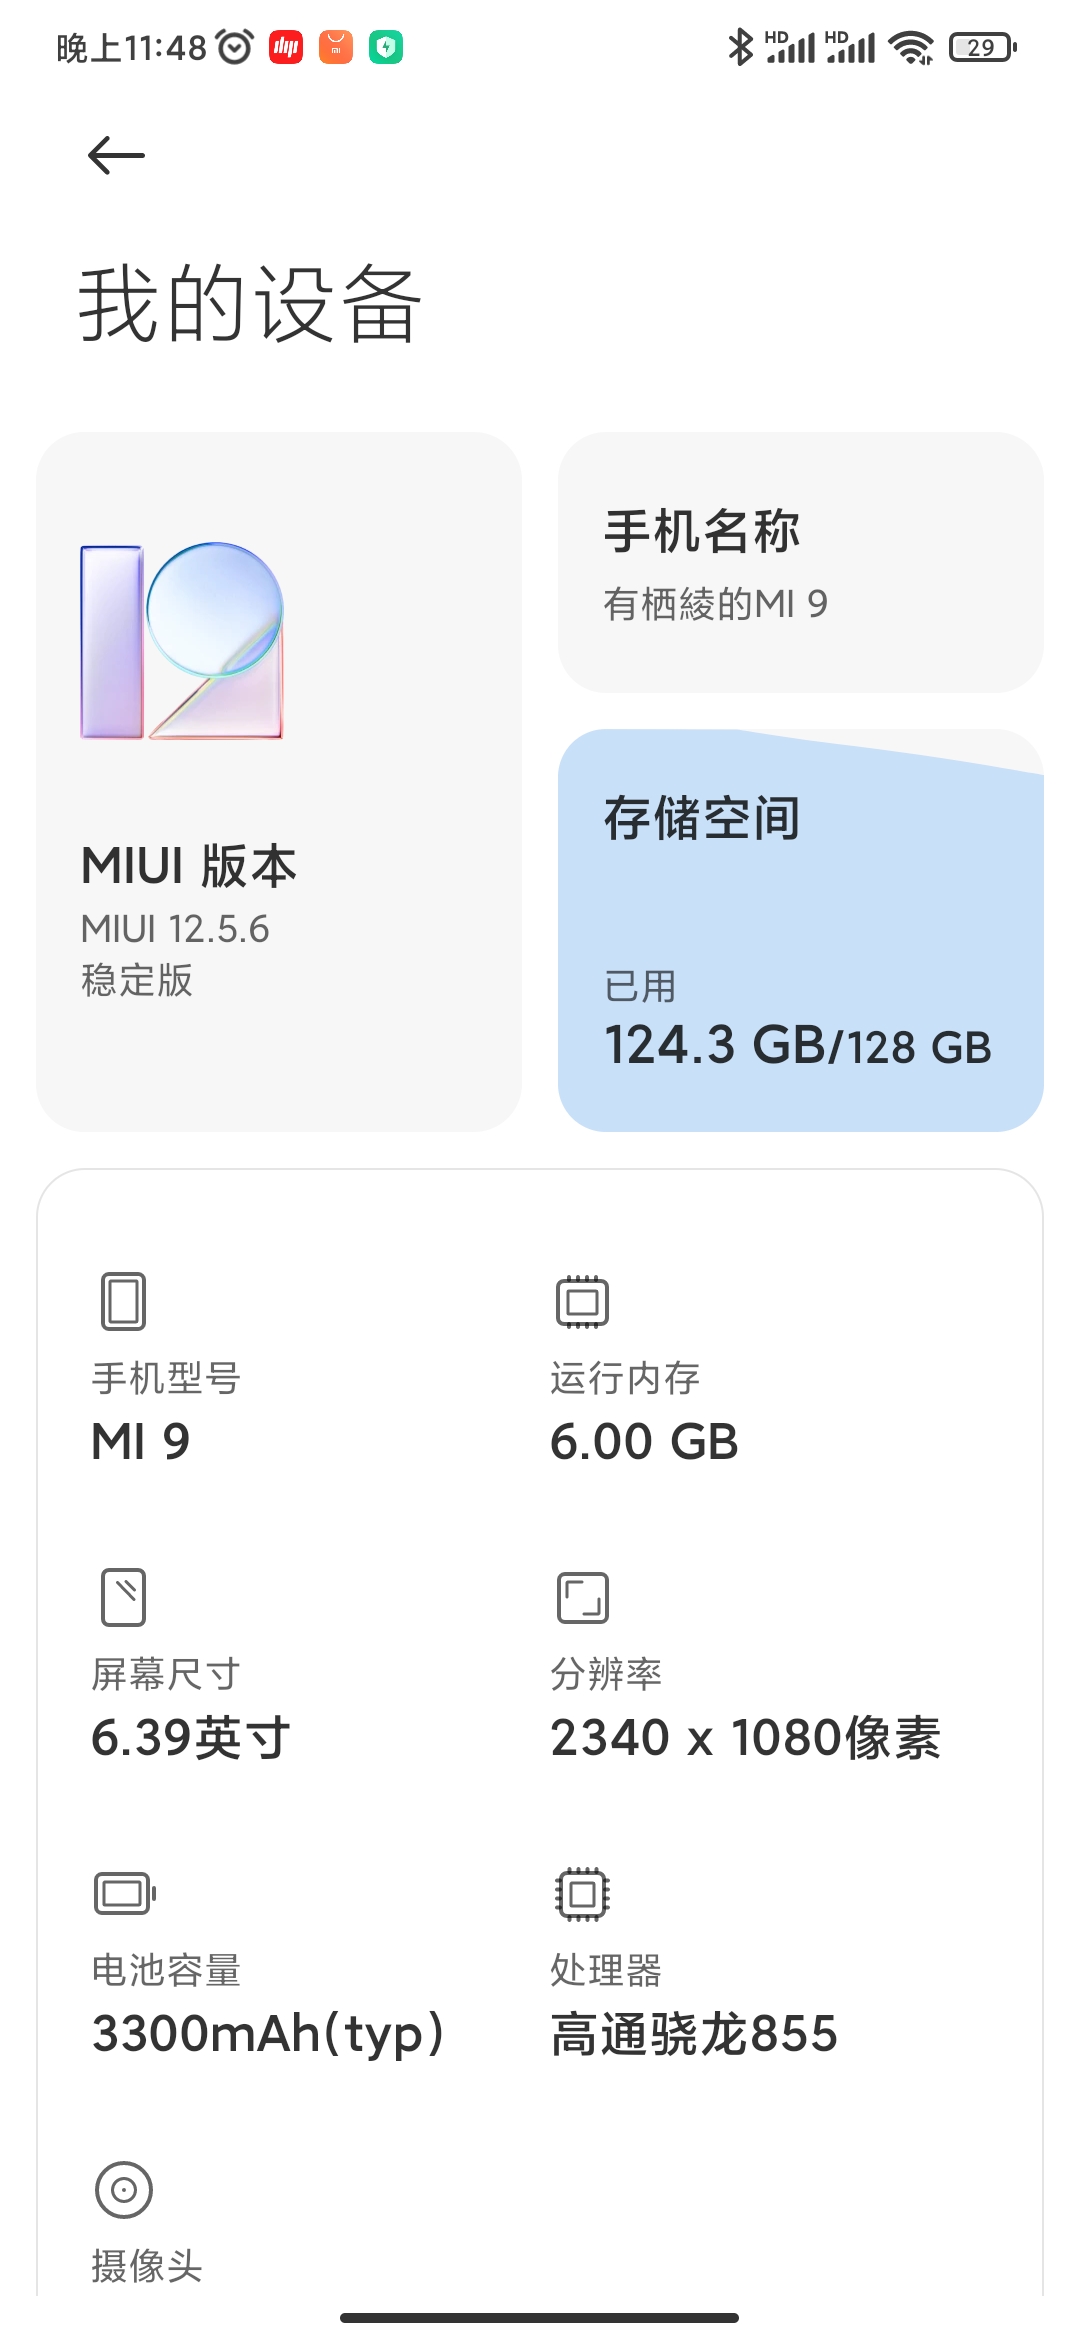 晚上11:48
HD HD 29
我的设备
手机名称
有栖綾的MI 9
MIUI 版本
MIUI 12.5.6
稳定版
存储空间
已用
124.3 GB/128 GB
手机型号
MI 9
运行内存
6.00 GB
屏幕尺寸
6.39英寸
分辨率
2340 x 1080像素
电池容量
3300mAh(typ)
处理器
高通骁龙855
摄像头